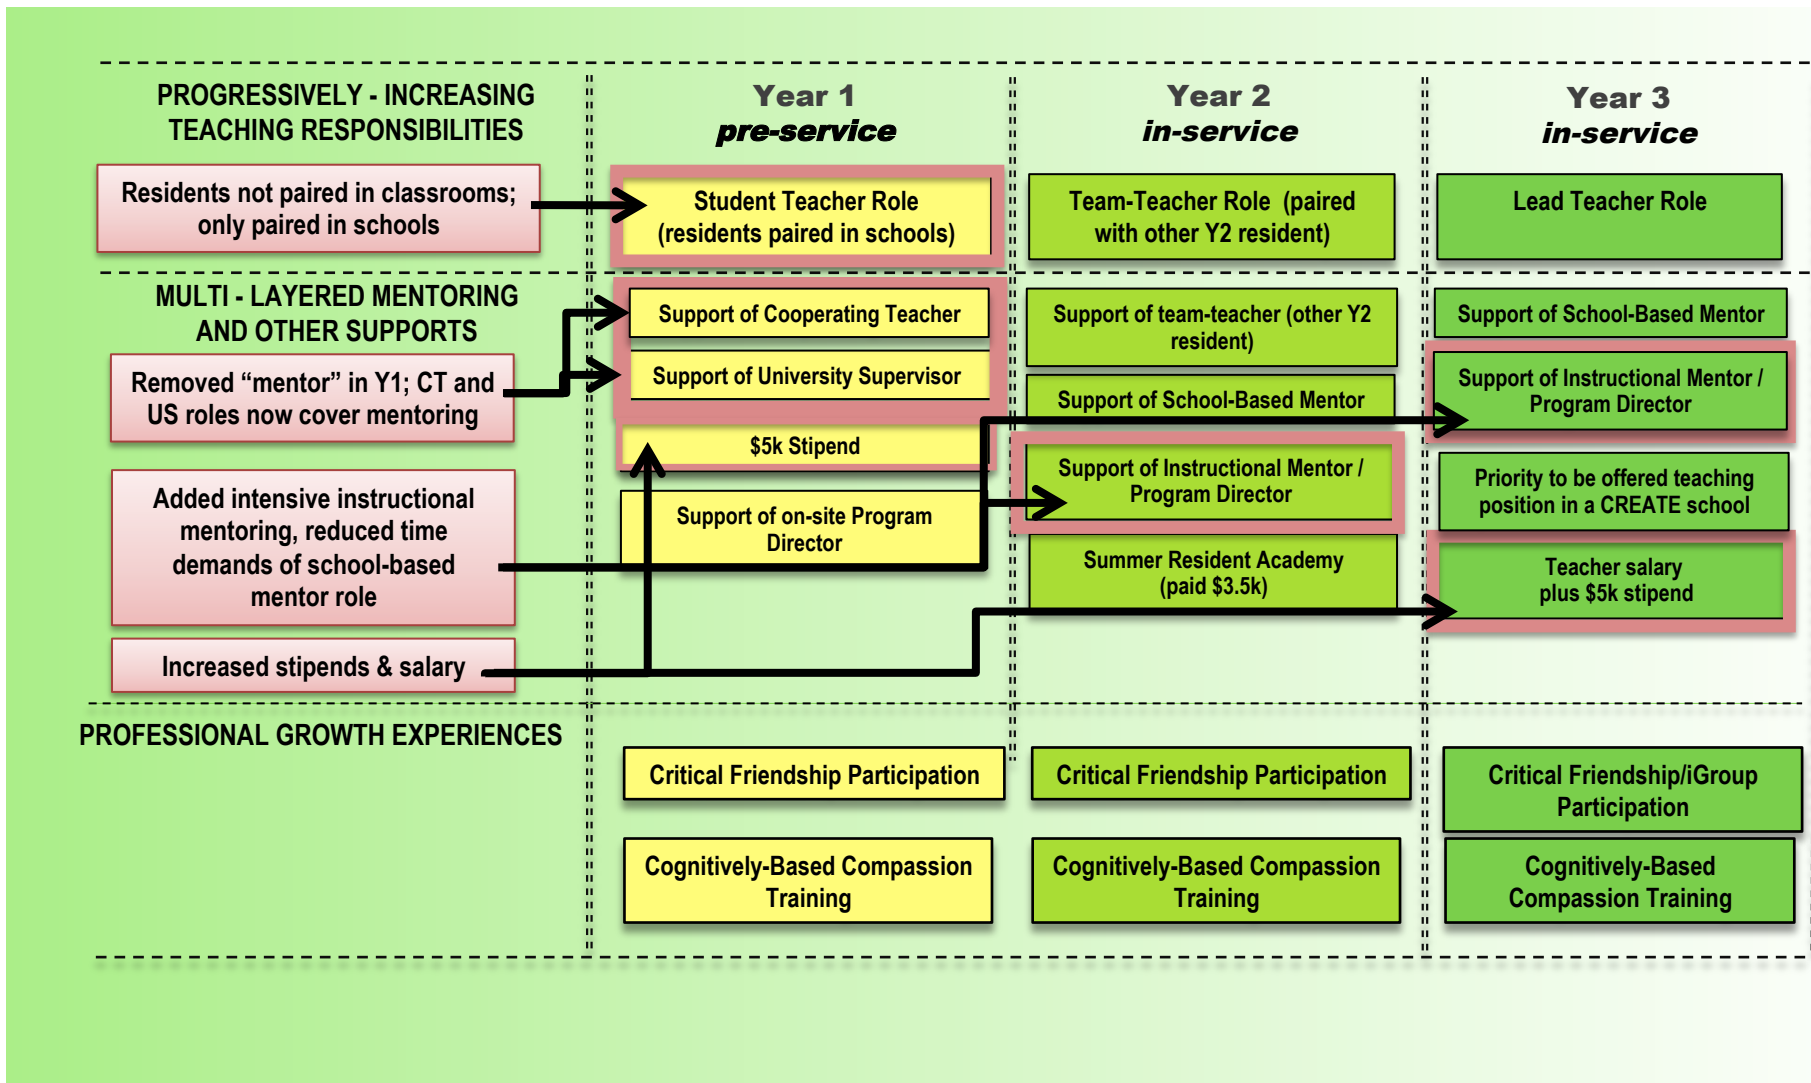 PROGRESSIVELY - INCREASING
TEACHING RESPONSIBILITIES
Year 1
pre-service
Year 2
in-service
Year 3
in-service
Residents not paired in classrooms;
only paired in schools
Student Teacher Role
(residents paired in schools)
Team-Teacher Role (paired
with other Y2 resident)
Lead Teacher Role
MULTI - LAYERED MENTORING
AND OTHER SUPPORTS
Removed “mentor” in Y1; CT and
US roles now cover mentoring
Added intensive instructional
mentoring, reduced time
demands of school-based
mentor role
Increased stipends & salary
Support of Cooperating Teacher
Support of University Supervisor
$5k Stipend
Support of on-site Program
Director
Support of team-teacher (other Y2
resident)
Support of School-Based Mentor
Support of Instructional Mentor /
Program Director
Summer Resident Academy
(paid $3.5k)
Support of School-Based Mentor
Support of Instructional Mentor /
Program Director
Priority to be offered teaching
position in a CREATE school
Teacher salary
plus $5k stipend
PROFESSIONAL GROWTH EXPERIENCES
Critical Friendship Participation
Critical Friendship Participation
Critical Friendship/iGroup
Participation
Cognitively-Based Compassion
Training
Cognitively-Based Compassion
Training
Cognitively-Based
Compassion Training